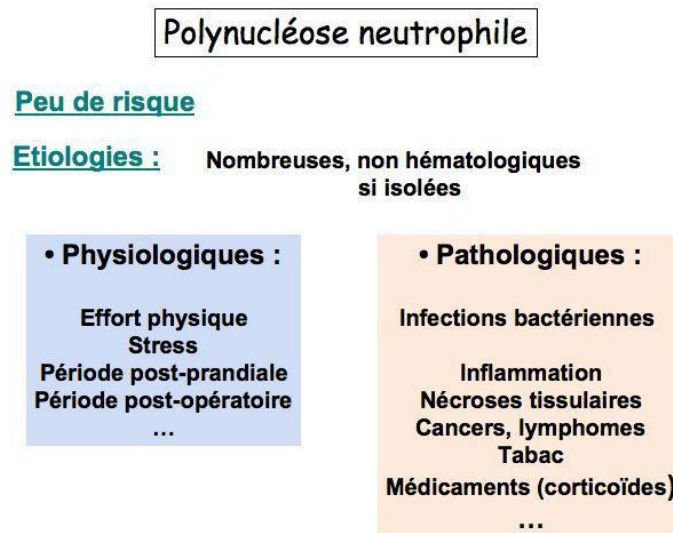 Polynucléose neutrophile
Peu de risque
Etiologies : Nombreuses, non hématologiques
si isolées
• Physiologiques :
Effort physique
Stress
Période post-prandiale
Période post-opératoire
...
• Pathologiques :
Infections bactériennes
Inflammation
Nécroses tissulaires
Cancers, lymphomes
Tabac
Médicaments (corticoïdes)
...